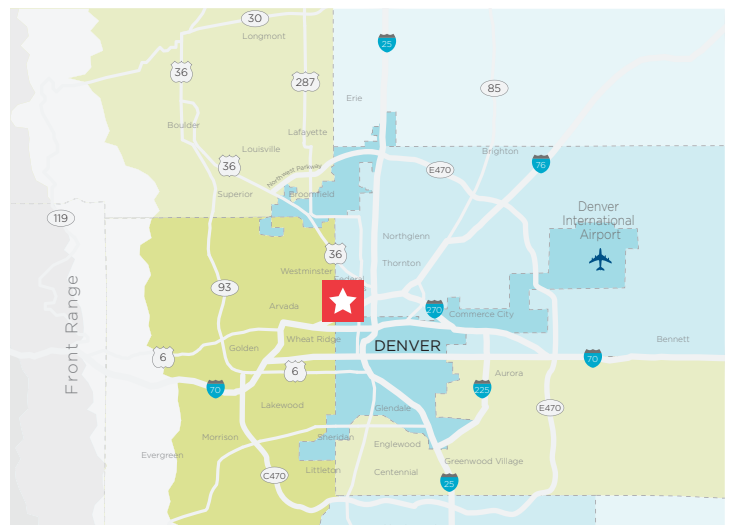 30
Longmont
25
36
287
85
Erie
Boulder
Lafayette
Louisville
Brighton
36
Northwest Parkway
E470
76
Superior
Broomfield
Denver
International
Airport
119
Northglenn
36
Thornton
Westminster
Federal
93
Arvada
270
Commerce City
Front Range
Wheat Ridge
DENVER
Bennett
Golden
6
6
70
70
225
Aurora
Lakewood
Glendale
E470
Morrison
Sheridan
Englewood
Evergreen
Greenwood Village
Littleton
Centennial
C470
25